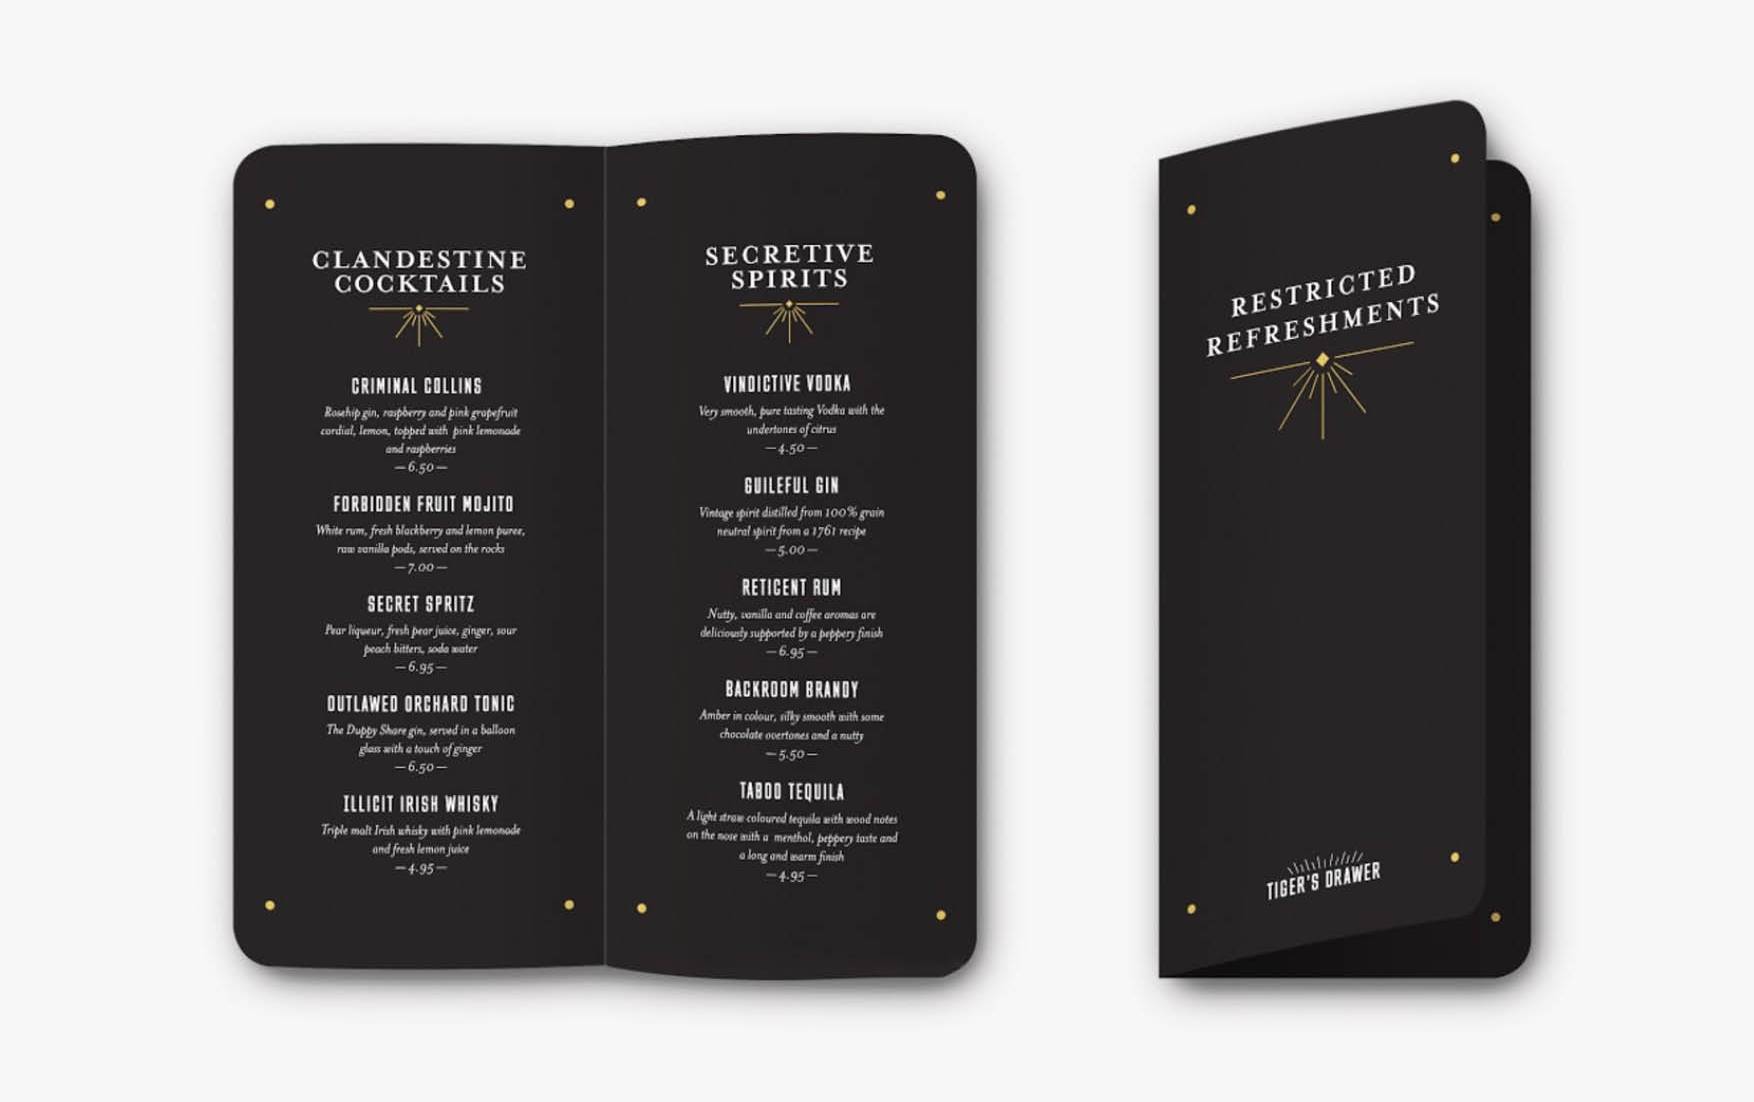 CLANDESTINE
COCKTAILS
CRIMINAL COLLINS
Rosehip gin, raspberry and pink grapefruit
cordial, lemon, topped with pink lemonade
and raspberries
—6.50—
FORBIDDEN FRUIT MOJITO
White rum, fresh blackberry and lemon puree,
raw vanilla pods, served on the rocks
—7.00—
SECRET SPRITZ
Pear liqueur, fresh pear juice, ginger, sour
peach bitters, soda water
—6.95—
OUTLAWED ORCHARD TONIC
The Duppy Share gin, served in a balloon
glass with a touch of ginger
—6.50—
ILLICIT IRISH WHISKY
Triple malt Irish whisky with pink lemonade
and fresh lemon juice
—4.95—
SECRETIVE
SPIRITS
VINDICTIVE VODKA
Very smooth, pure tasting Vodka with the
undertones of citrus
—4.50—
GUILEFUL GIN
Vintage spirit distilled from 100% grain
neutral spirit from a 1761 recipe
—5.00—
RETICENT RUM
Nutty, vanilla and coffee aromas are
deliciously supported by a peppery finish
—6.95—
BACKROOM BRANDY
Amber in colour, silky smooth with some
chocolate overtones and a nutty
—5.50—
TABOO TEQUILA
A light straw coloured tequila with wood notes
on the nose with a menthol, peppery taste and
a long and warm finish
—4.95—
RESTRICTED
REFRESHMENTS
TIGER'S DRAWER